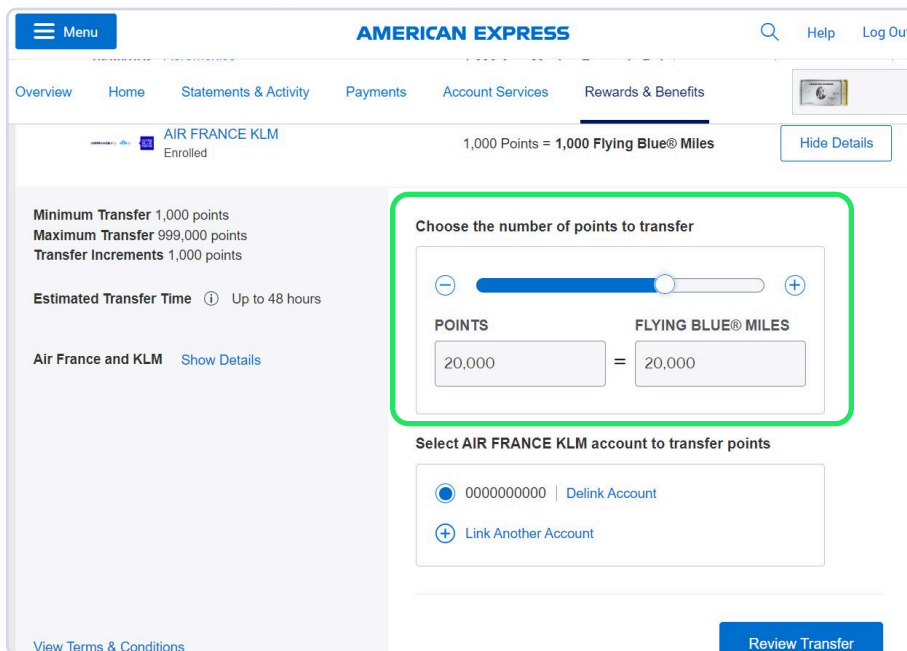 Menu
AMERICAN EXPRESS
Help
Log Out
Overview
Home
Statements & Activity
Payments
Account Services
Rewards & Benefits
AIR FRANCE KLM
Enrolled
1,000 Points = 1,000 Flying Blue® Miles
Hide Details
Minimum Transfer 1,000 points
Maximum Transfer 999,000 points
Transfer Increments 1,000 points
Estimated Transfer Time
Up to 48 hours
Air France and KLM Show Details
View Terms & Conditions
Choose the number of points to transfer
POINTS
FLYING BLUE® MILES
20,000 = 20,000
Select AIR FRANCE KLM account to transfer points
0000000000 | Delink Account
Link Another Account
Review Transfer